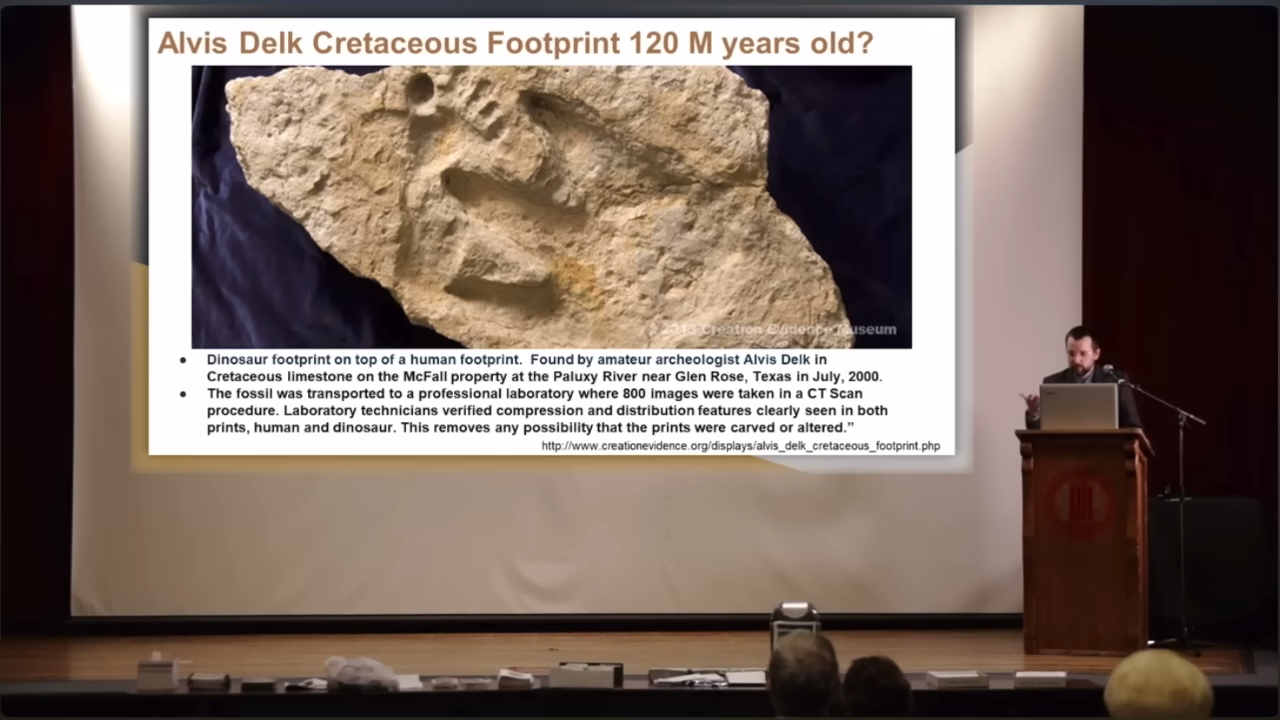 Alvis Delk Cretaceous Footprint 120 M years old?
© 2013 Creation Evidence Museum
• Dinosaur footprint on top of a human footprint. Found by amateur archeologist Alvis Delk in
Cretaceous limestone on the McFall property at the Paluxy River near Glen Rose, Texas in July, 2000.
• The fossil was transported to a professional laboratory where 800 images were taken in a CT Scan
procedure. Laboratory technicians verified compression and distribution features clearly seen in both
prints, human and dinosaur. This removes any possibility that the prints were carved or altered.”
http://www.creationevidence.org/displays/alvis_delk_cretaceous_footprint.php